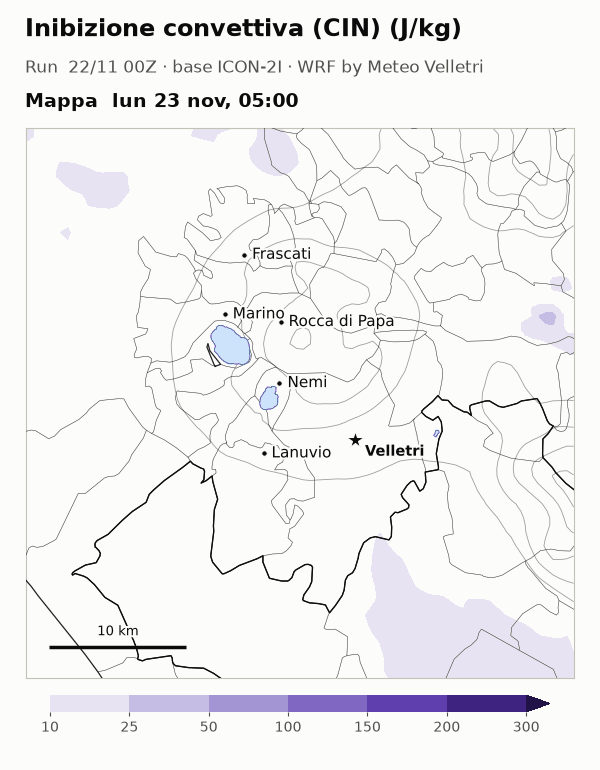 Inibizione convettiva (CIN) (J/kg)
Run  22/11 00Z · base ICON-2I · WRF by Meteo Velletri
Mappa  lun 23 nov, 05:00
Frascati
Marino
Rocca di Papa
Nemi
Velletri
Lanuvio
10 km
10 25 50 100 150 200 300